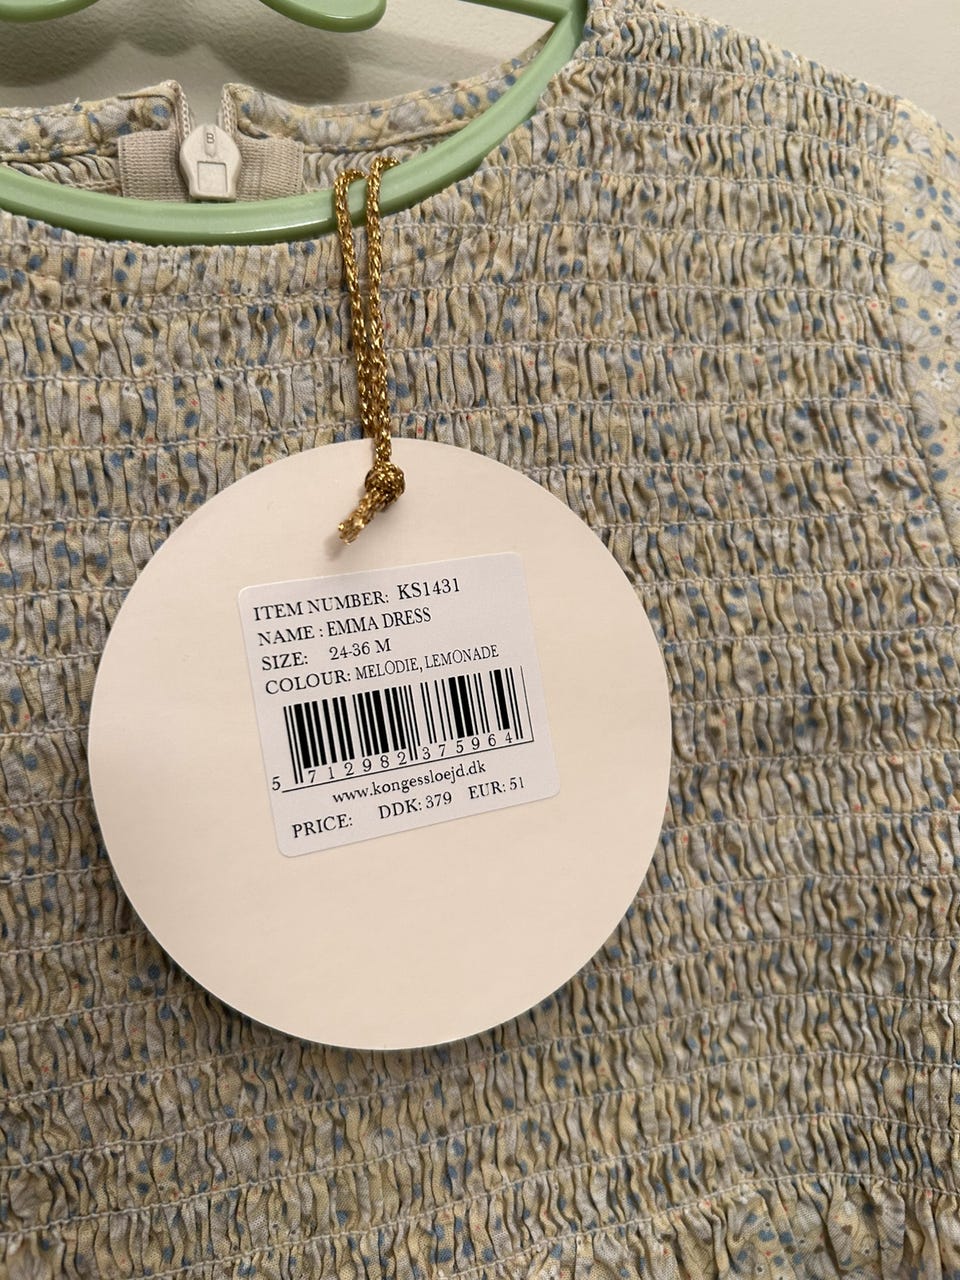 B
ITEM NUMBER: KS1431
NAME : EMMA DRESS
SIZE: 24-36 M
COLOUR: MELODIE, LEMONADE
5 712982 375964
www.kongessloejd.dk
PRICE: DDK: 379 EUR: 51